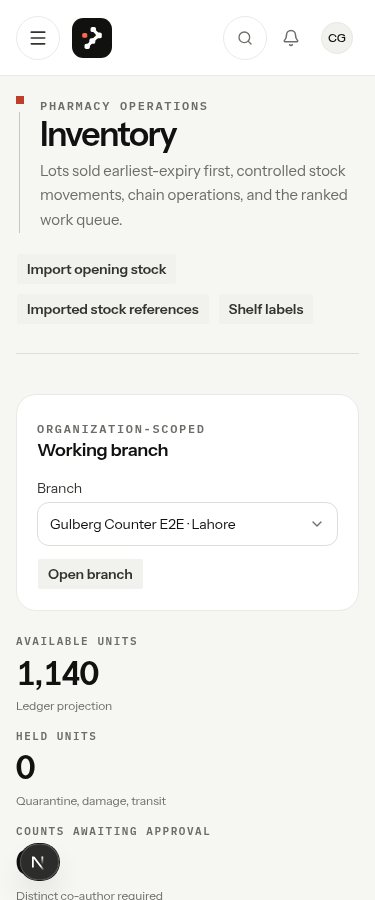 CG
PHARMACY OPERATIONS
Inventory
Lots sold earliest-expiry first, controlled stock
movements, chain operations, and the ranked
work queue.
Import opening stock
Imported stock references
Shelf labels
ORGANIZATION-SCOPED
Working branch
Branch
Gulberg Counter E2E · Lahore
Open branch
AVAILABLE UNITS
1,140
Ledger projection
HELD UNITS
0
Quarantine, damage, transit
COUNTS AWAITING APPROVAL
N
Distinct co-author required